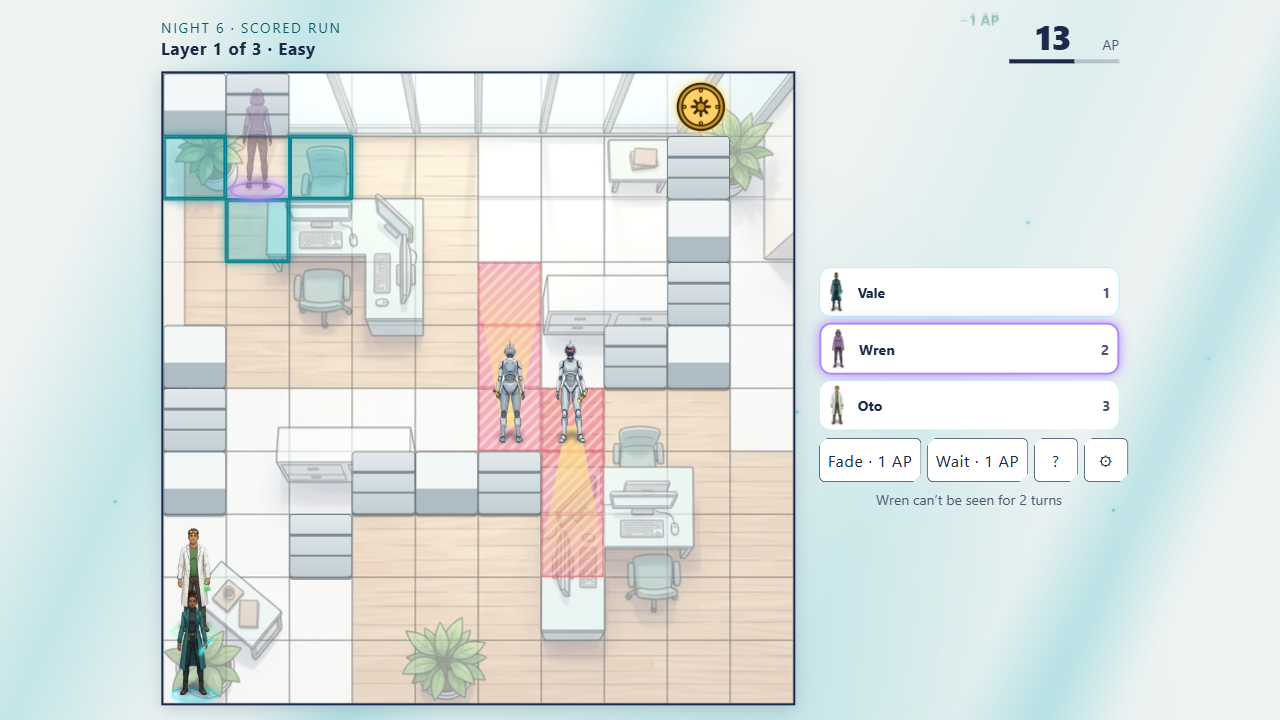 NIGHT 6 · SCORED RUN
Layer 1 of 3 · Easy
−1 AP
13 AP
Vale 1
Wren 2
Oto 3
Fade · 1 AP
Wait · 1 AP
?
Wren can't be seen for 2 turns